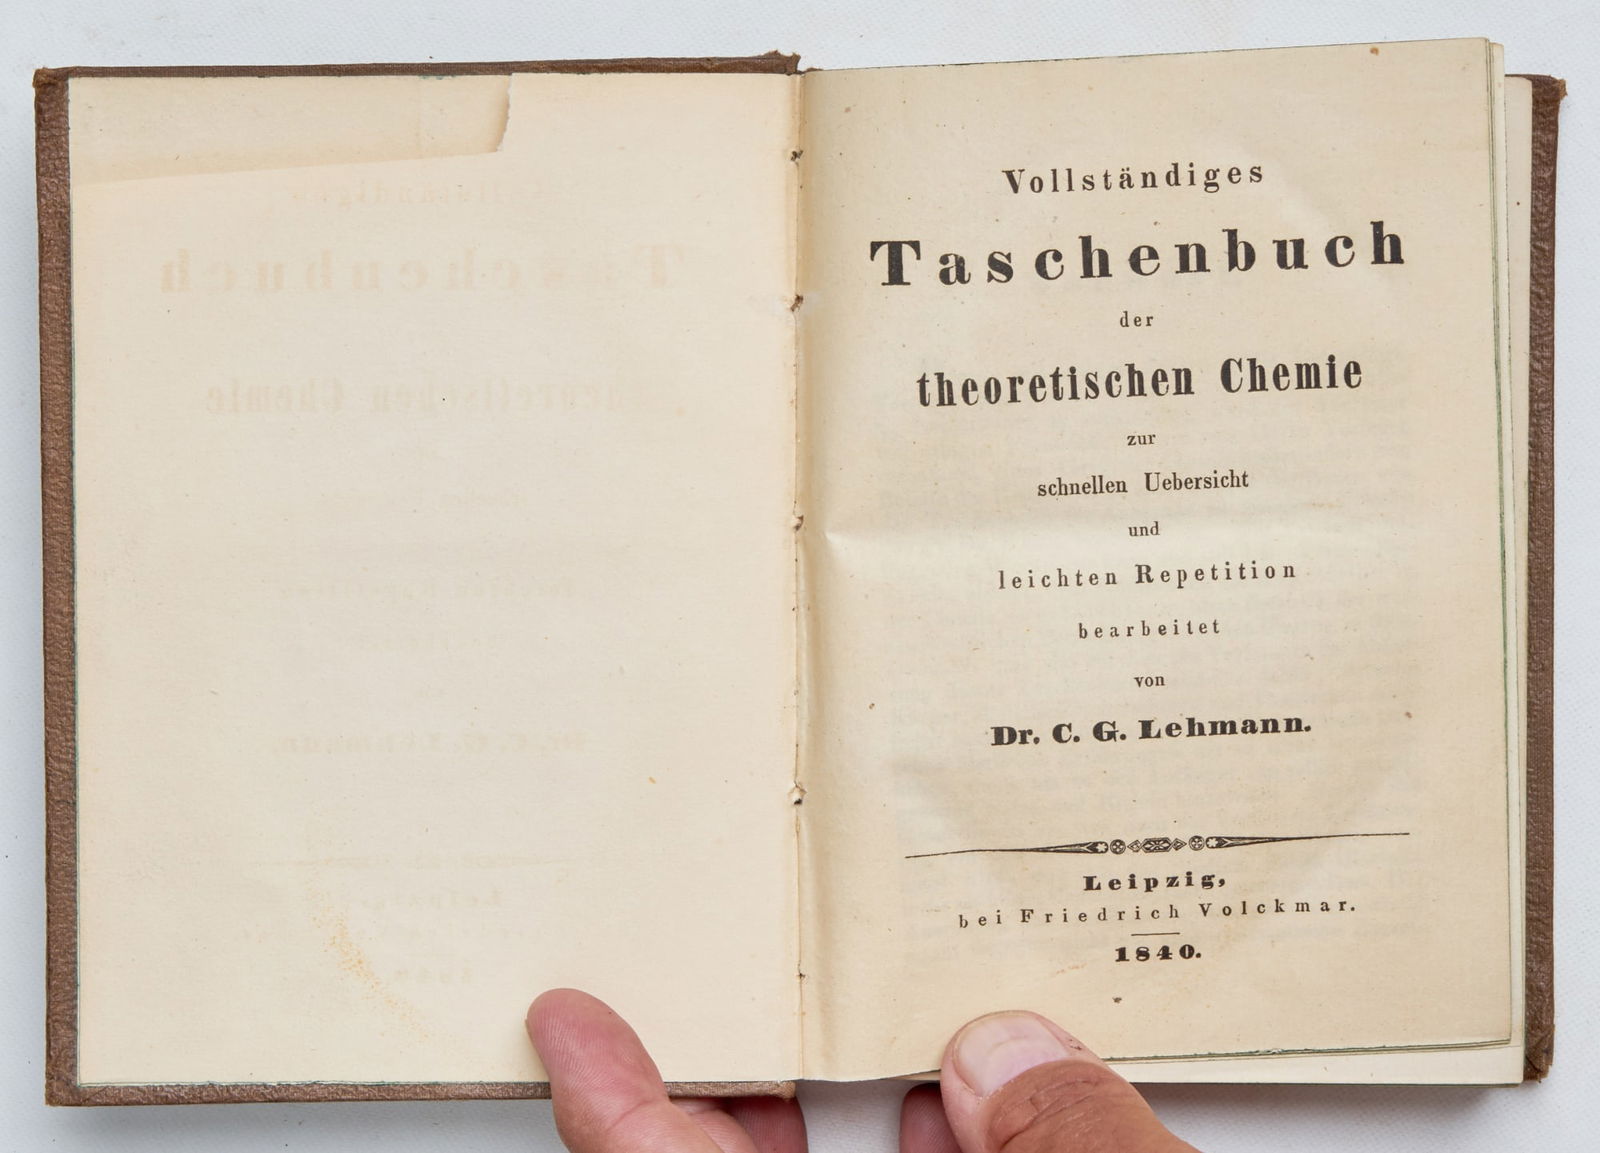 Vollständiges
Taschenbuch
der
theoretischen Chemie
zur
schnellen Uebersicht
und
leichten Repetition
bearbeitet
von
Dr. C. G. Lehmann.
Leipzig,
bei Friedrich Volckmar.
1840.